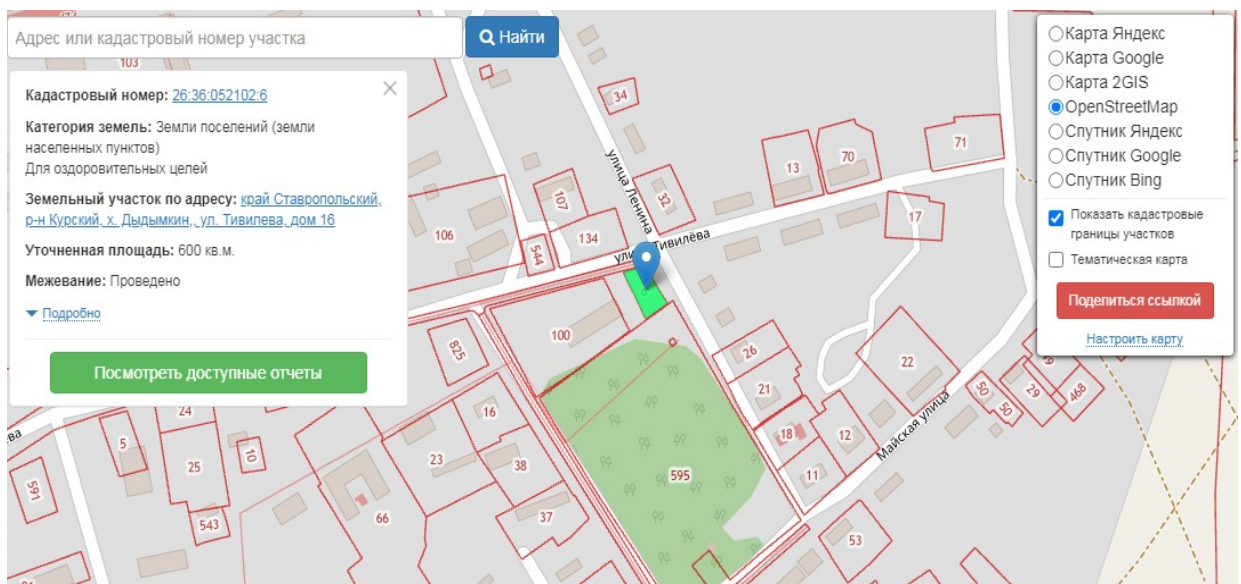 Адрес или кадастровый номер участка
Найти
Кадастровый номер: 26:36:052102:6
Категория земель: Земли поселений (земли
населенных пунктов)
Для оздоровительных целей
Земельный участок по адресу: край Ставропольский,
р-н Курский, х. Дыдымкин,, ул. Тивилева, дом 16
Уточненная площадь: 600 кв.м.
Межевание: Проведено
Подробно
Посмотреть доступные отчеты
Карта Яндекс
Карта Google
Карта 2GIS
OpenStreetMap
Спутник Яндекс
Спутник Google
Спутник Bing
Показать кадастровые
границы участков
Тематическая карта
Поделиться ссылкой
Настроить карту
103
34
улица Ленина
13
70
71
107
32
17
106
544
134
улица Тивилёва
100
825
26
22
21
50
50
29
468
24
16
18
12
Майская улица
5
25
10
23
38
595
11
591
543
66
37
53